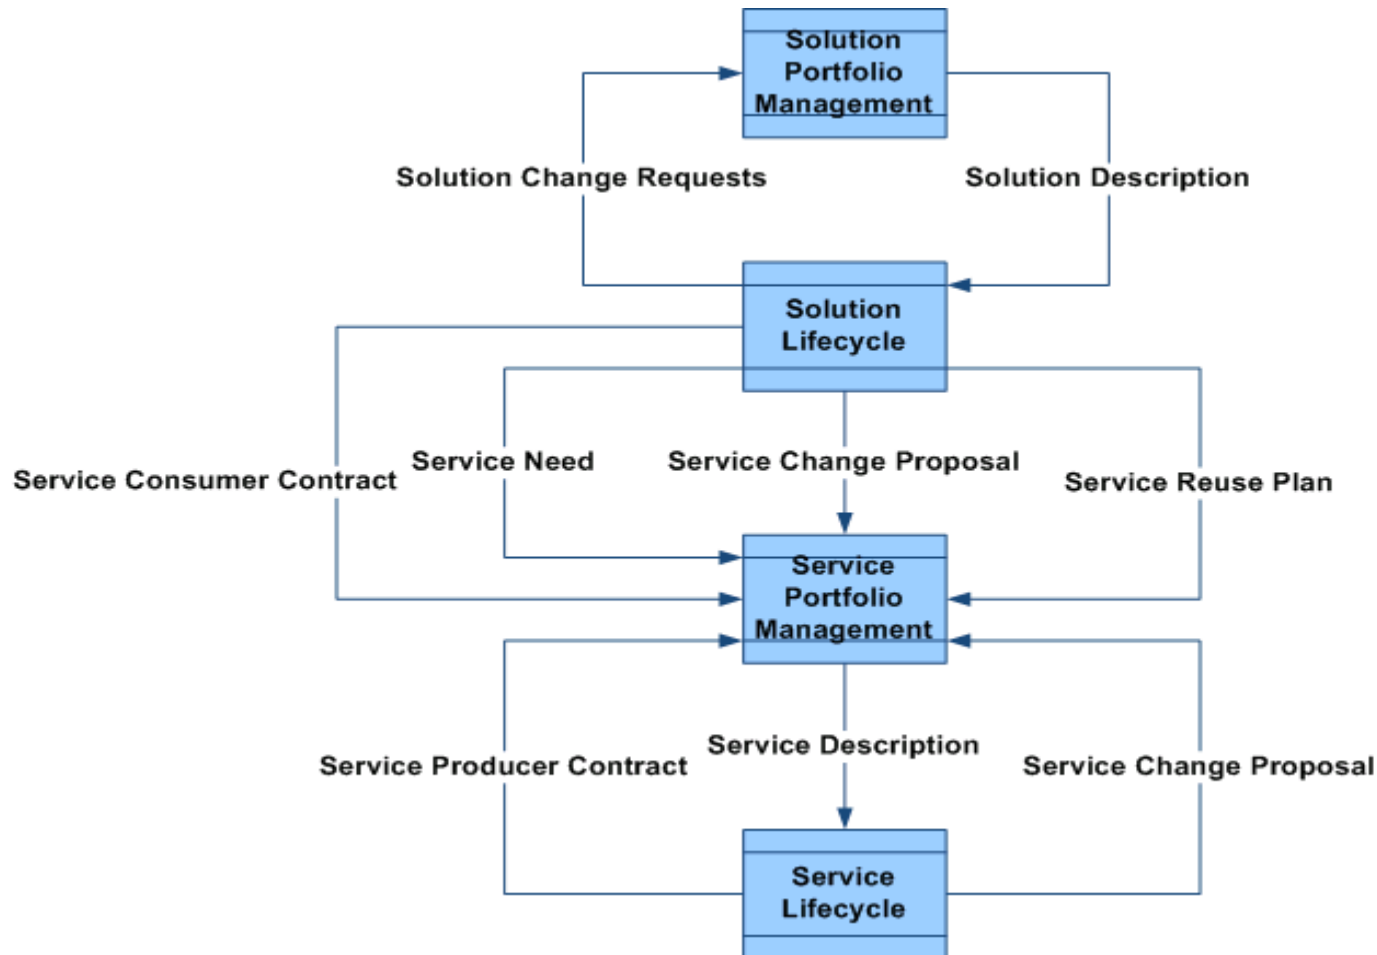 Solution
Portfolio
Management
Solution Change Requests
Solution Description
Solution
Lifecycle
Service Need
Service Change Proposal
Service Consumer Contract
Service Reuse Plan
Service
Portfolio
Management
Service Description
Service Producer Contract
Service Change Proposal
Service
Lifecycle